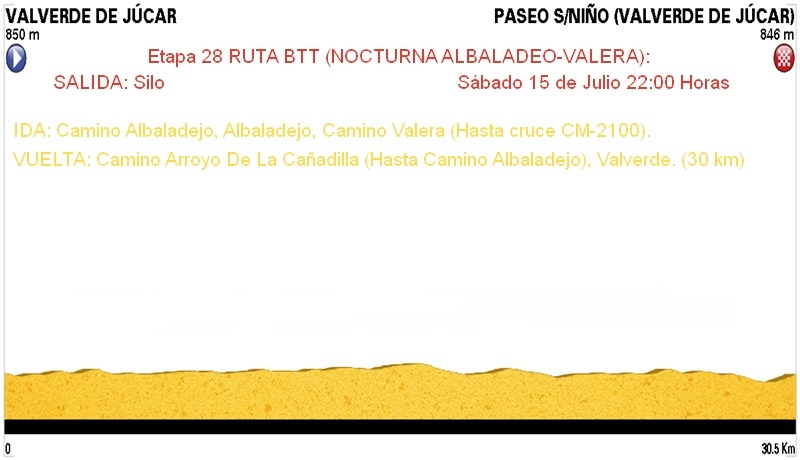 VALVERDE DE JÚCAR
PASEO S/NIÑO (VALVERDE DE JÚCAR)
850 m
846 m
Etapa 28 RUTA BTT (NOCTURNA ALBALADEO-VALERA):
SALIDA: Silo
Sábado 15 de Julio 22:00 Horas
IDA: Camino Albaladejo, Albaladejo, Camino Valera (Hasta cruce CM-2100).
VUELTA: Camino Arroyo De La Cañadilla (Hasta Camino Albaladejo), Valverde. (30 km)
0
30.5 Km